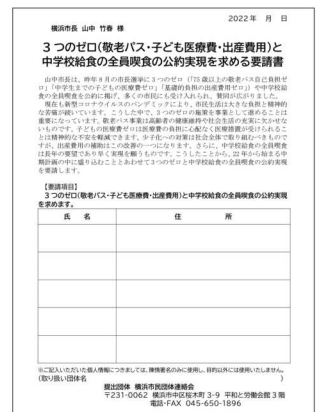 2022年 月 日
横浜市長 山中 竹春 様
3つのゼロ(敬老パス・子ども医療費・出産費用)と
中学校給食の全員喫食の公約実現を求める要請書
山中市長は、昨年8月の市長選挙に3つのゼロ(「75歳以上の敬老パス自己負担ゼ
ロ」「中学生までの子どもの医療費ゼロ」「基礎的負担の出産費用ゼロ」)や中学校給
食の全員喫食を公約に掲げ、多くの市民にも受け入れられ、賛同が広がりました。
現在も新型コロナウイルスのパンデミックにより、市民生活は大きな負担と精神的
な苦痛が続いています。こうした中で、3つのゼロの施策を事業として進めることは
重要になっています。敬老パス事業は高齢者の健康維持や社会生活の充実に欠かせな
いものです。子どもの医療費ゼロは医療費の負担に心配なく医療措置が受けられるこ
とは精神的な不安を軽減できます。少子化への対策は社会全体で取り組むべきもので
すが、出産費用の補助はこの改善の一つになります。さらに、中学校給食の全員喫食
は長年の要望であり早く実現を願うものです。こうしたことから、22年から始まる中
期計画の中に盛り込むこととあわせて3つのゼロと中学校給食の全員喫食の公約実現
を要請します。
【要請項目】
3つのゼロ(敬老パス・子ども医療費・出産費用)と中学校給食の全員喫食の公約実現
を求めます。
氏 名 住 所
※ご記入いただいた個人情報につきましては、陳情署名のみに使用し、目的以外には使用いたしません。
(取り扱い団体名 )
提出団体 横浜市民団体連絡会
〒231-0062 横浜市中区桜木町3-9 平和と労働会館3階
電話・FAX 045-650-1896